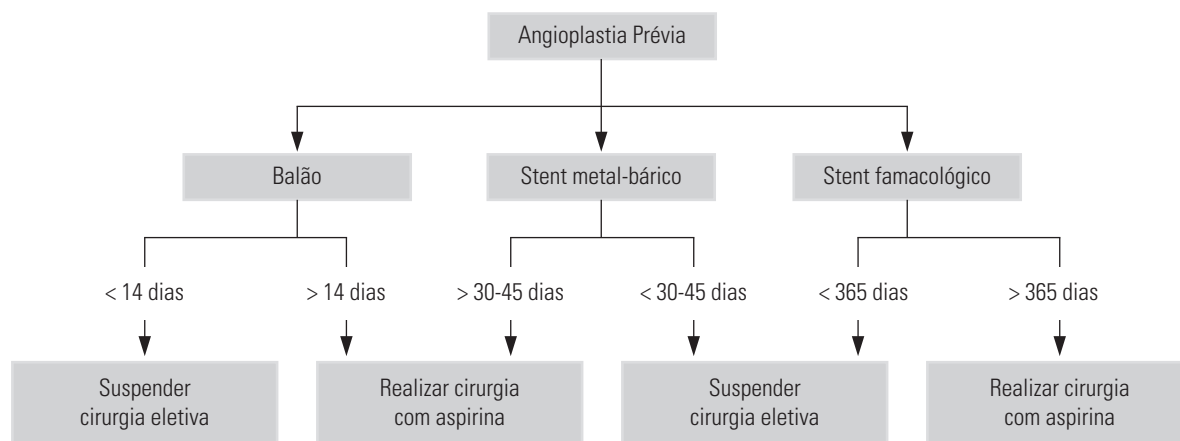 Angioplastia Prévia
Balão
Stent metal-bárico
Stent famacológico
< 14 dias
> 14 dias
> 30-45 dias
< 30-45 dias
< 365 dias
> 365 dias
Suspender
cirurgia eletiva
Realizar cirurgia
com aspirina
Suspender
cirurgia eletiva
Realizar cirurgia
com aspirina